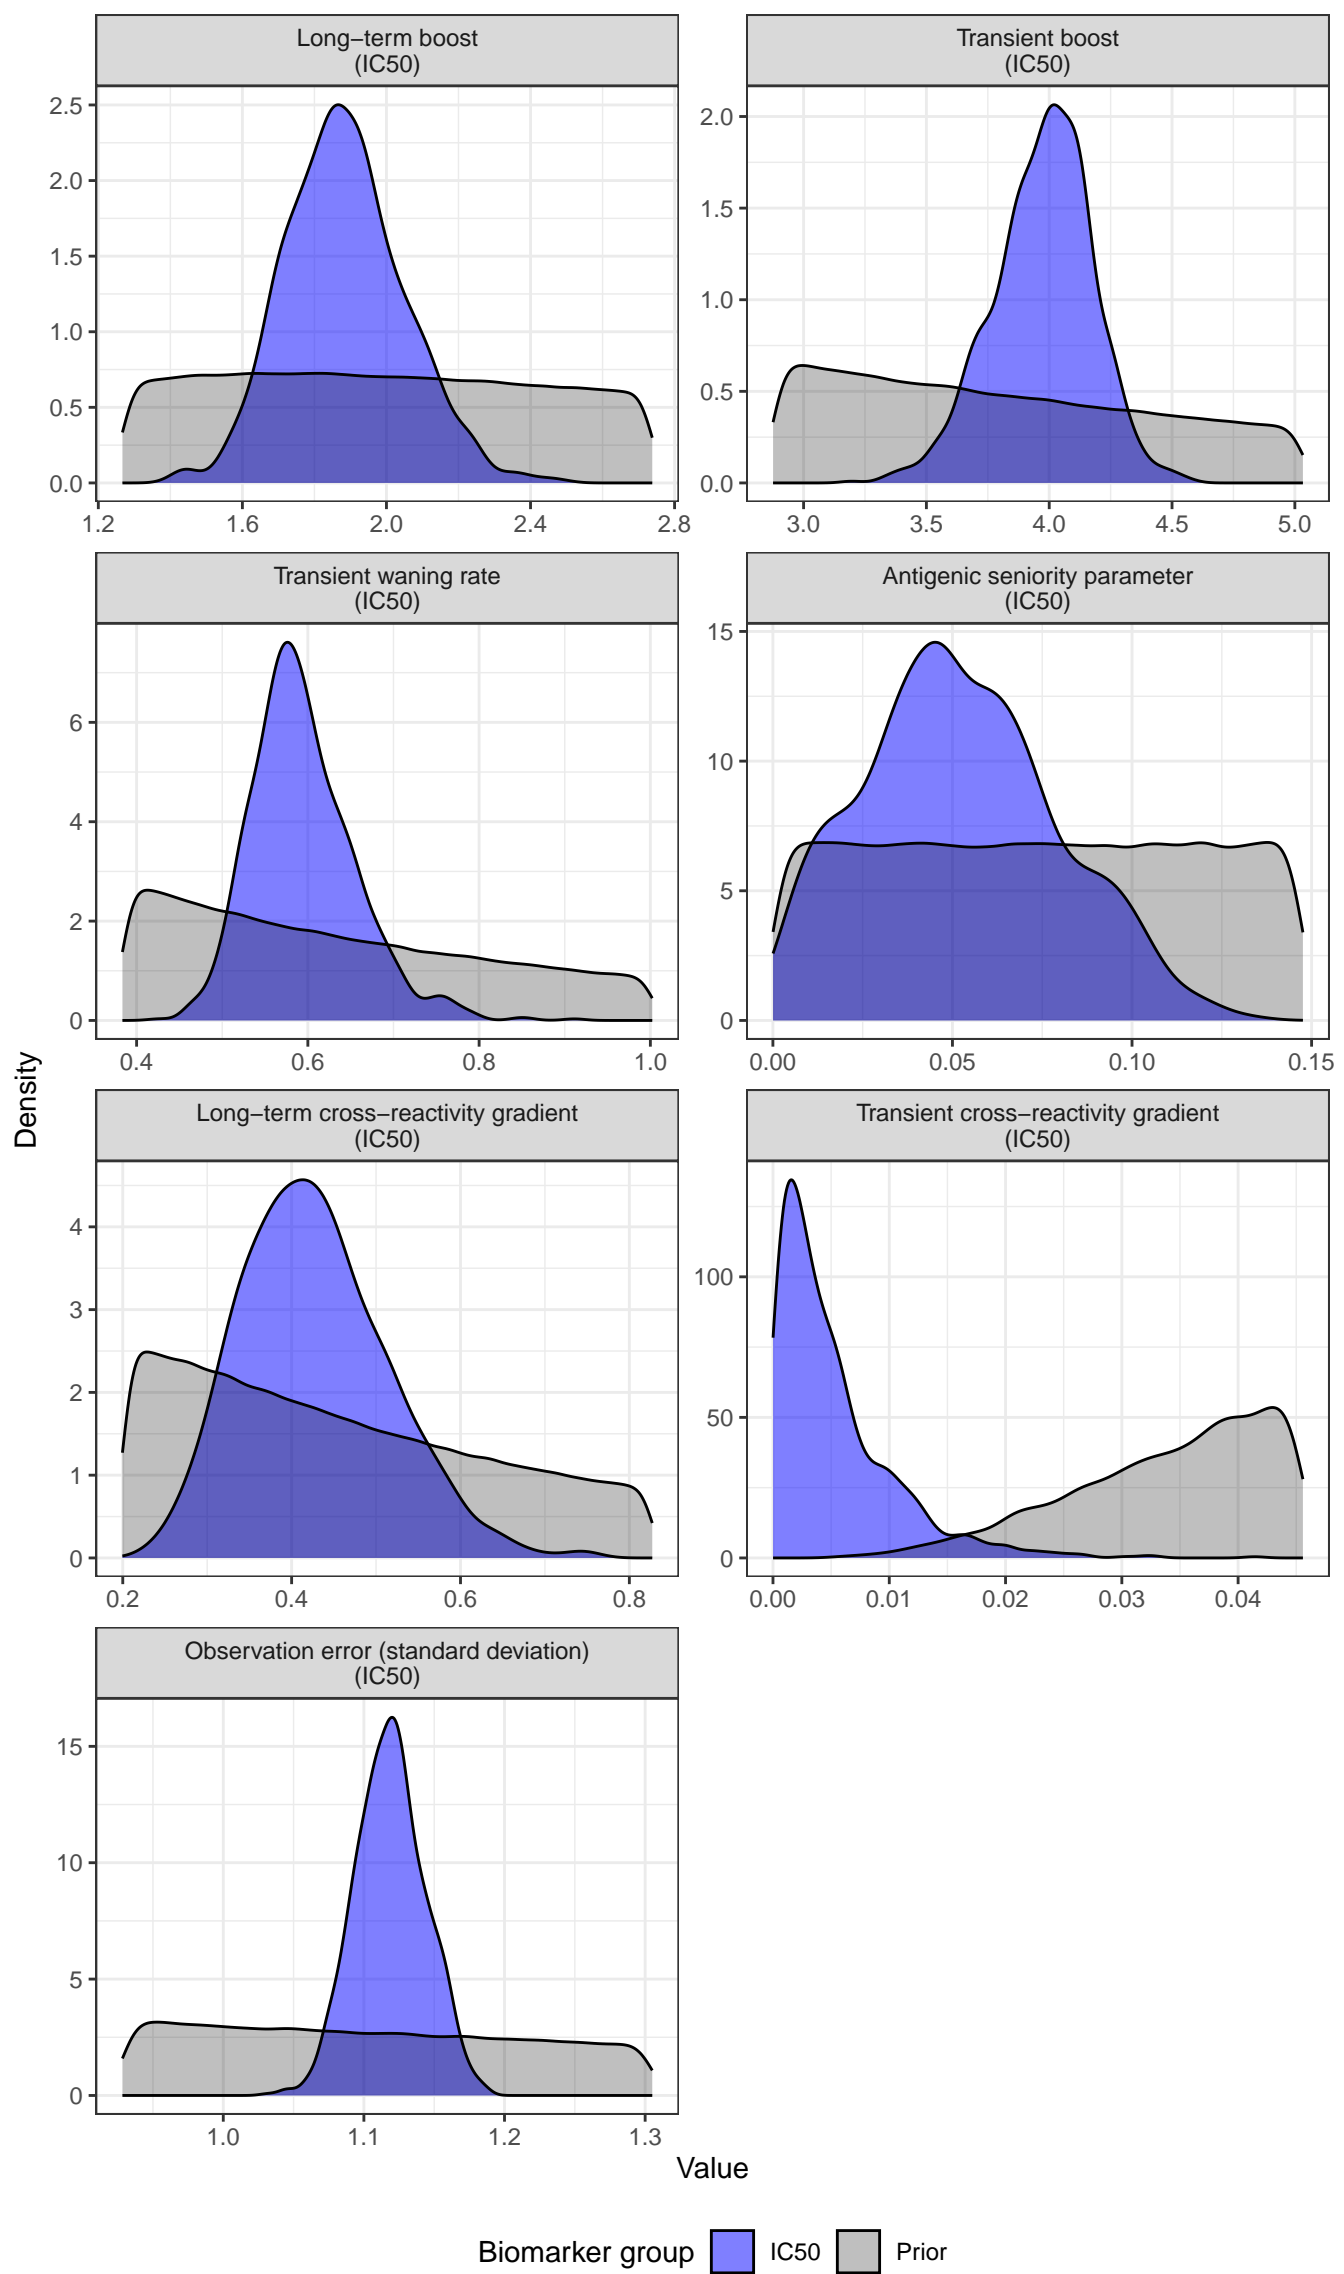 Long−term boost
(IC50)
Transient boost
(IC50)
2.5
2.0
1.5
1.0
0.5
0.0
1.2 1.6 2.0 2.4 2.8
2.0
1.5
1.0
0.5
0.0
3.0 3.5 4.0 4.5 5.0
Transient waning rate
(IC50)
Antigenic seniority parameter
(IC50)
6
4
2
0
0.4 0.6 0.8 1.0
15
10
5
0
0.00 0.05 0.10 0.15
Density
Long−term cross−reactivity gradient
(IC50)
Transient cross−reactivity gradient
(IC50)
4
3
2
1
0
0.2 0.4 0.6 0.8
100
50
0
0.00 0.01 0.02 0.03 0.04
Observation error (standard deviation)
(IC50)
15
10
5
0
1.0 1.1 1.2 1.3
Value
Biomarker group IC50 Prior